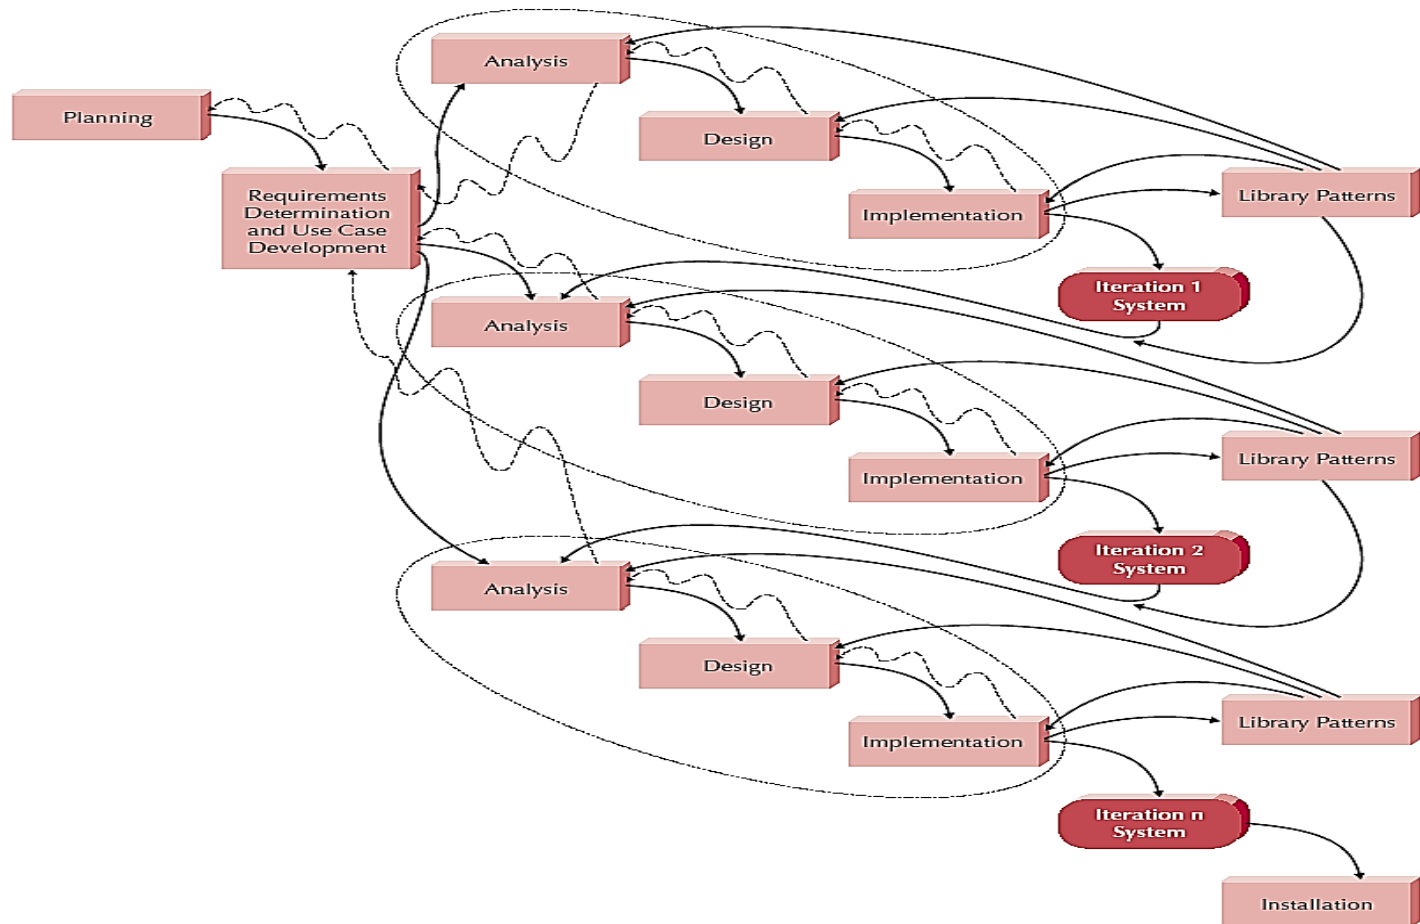 Analysis
Planning
Design
Requirements
Determination
and Use Case
Development
Library Patterns
Implementation
Iteration 1
System
Analysis
Design
Library Patterns
Implementation
Iteration 2
System
Analysis
Design
Library Patterns
Implementation
Iteration n
System
Installation